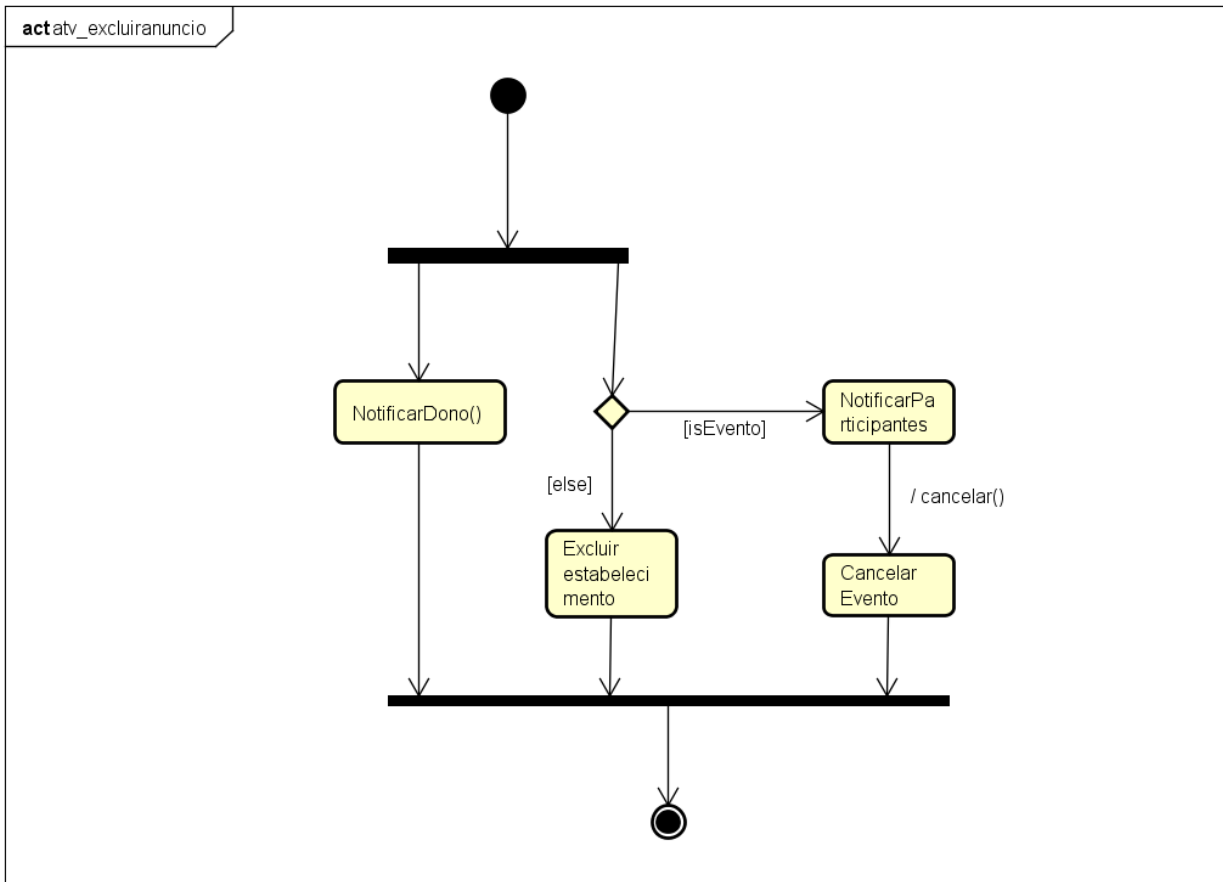 act atv_excluiranuncio
NotificarDono()
[isEvento]
NotificarPa
rticipantes
[else]
/ cancelar()
Excluir
estabeleci
mento
Cancelar
Evento